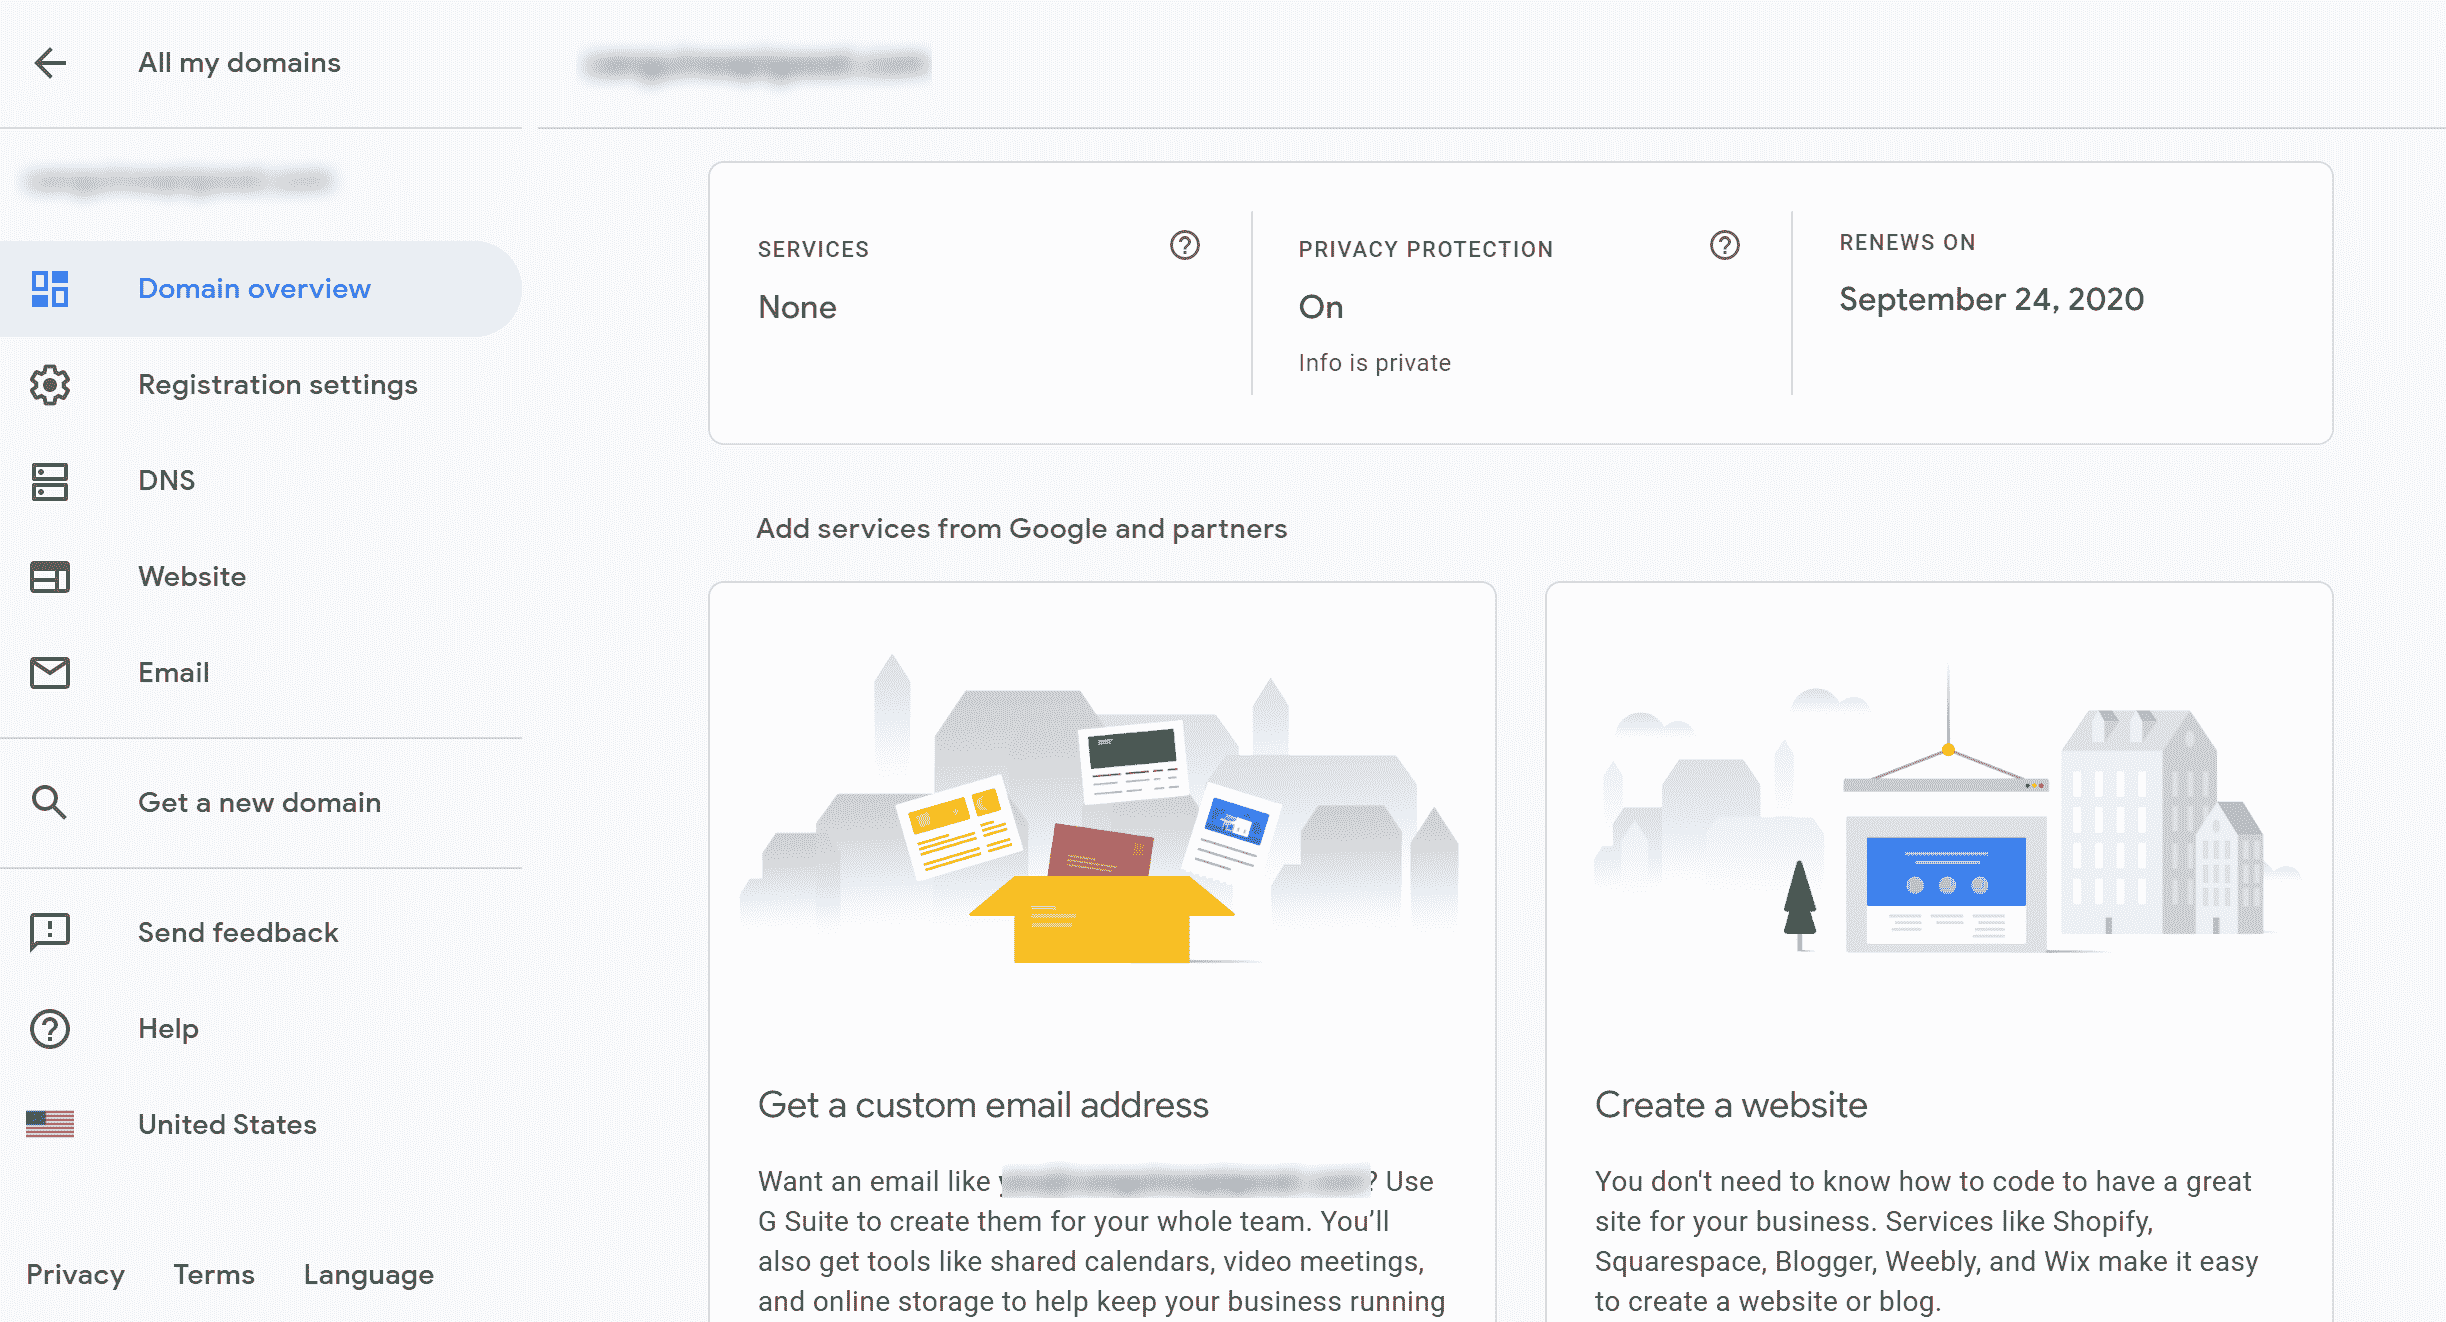 All my domains
Domain overview
Registration settings
DNS
Website
Email
Get a new domain
Send feedback
Help
United States
Privacy Terms Language
SERVICES
None
PRIVACY PROTECTION
On
Info is private
RENEWS ON
September 24, 2020
Add services from Google and partners
Get a custom email address
Want an email like ? Use
G Suite to create them for your whole team. You’ll
also get tools like shared calendars, video meetings,
and online storage to help keep your business running
Create a website
You don't need to know how to code to have a great
site for your business. Services like Shopify,
Squarespace, Blogger, Weebly, and Wix make it easy
to create a website or blog.